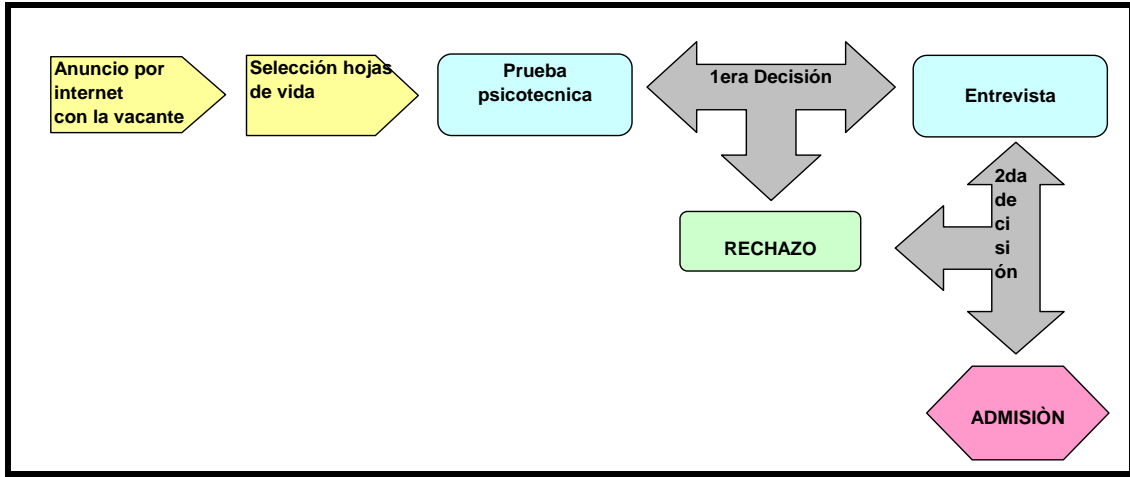 Anuncio por
internet
con la vacante
Selección hojas
de vida
Prueba
psicotecnica
1era Decisión
Entrevista
2da
de
ci
si
ón
RECHAZO
ADMISIÒN